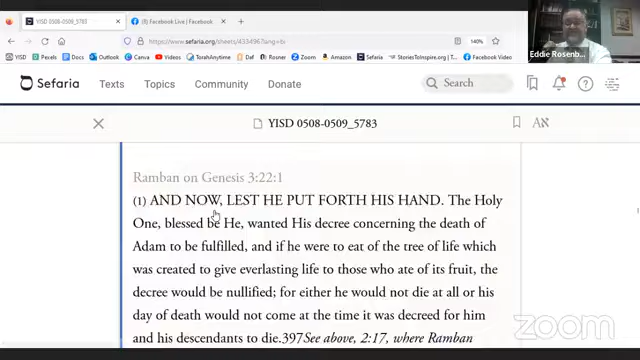 YISD 0508-0509_5783
(8) Facebook Live | Facebook
https://www.sefaria.org/sheets/433496?lang=bi
140%
YISD Pexels Docs Outlook Canva Videos TorahAnytime Daf Rosner Zoom Amazon Sefaria StoriesToInspire.org | T... Facebook Video
Sefaria Texts Topics Community Search
YISD 0508-0509_5783
Ramban on Genesis 3:22:1
(1) AND NOW, LEST HE PUT FORTH HIS HAND. The Holy
One, blessed be He, wanted His decree concerning the death of
Adam to be fulfilled, and if he were to eat of the tree of life which
was created to give everlasting life to those who ate of its fruit, the
decree would be nullified; for either he would not die at all or his
day of death would not come at the time it was decreed for him
and his descendants to die.397See above, 2:17, where Ramban
Eddie Rosenb...
zoom